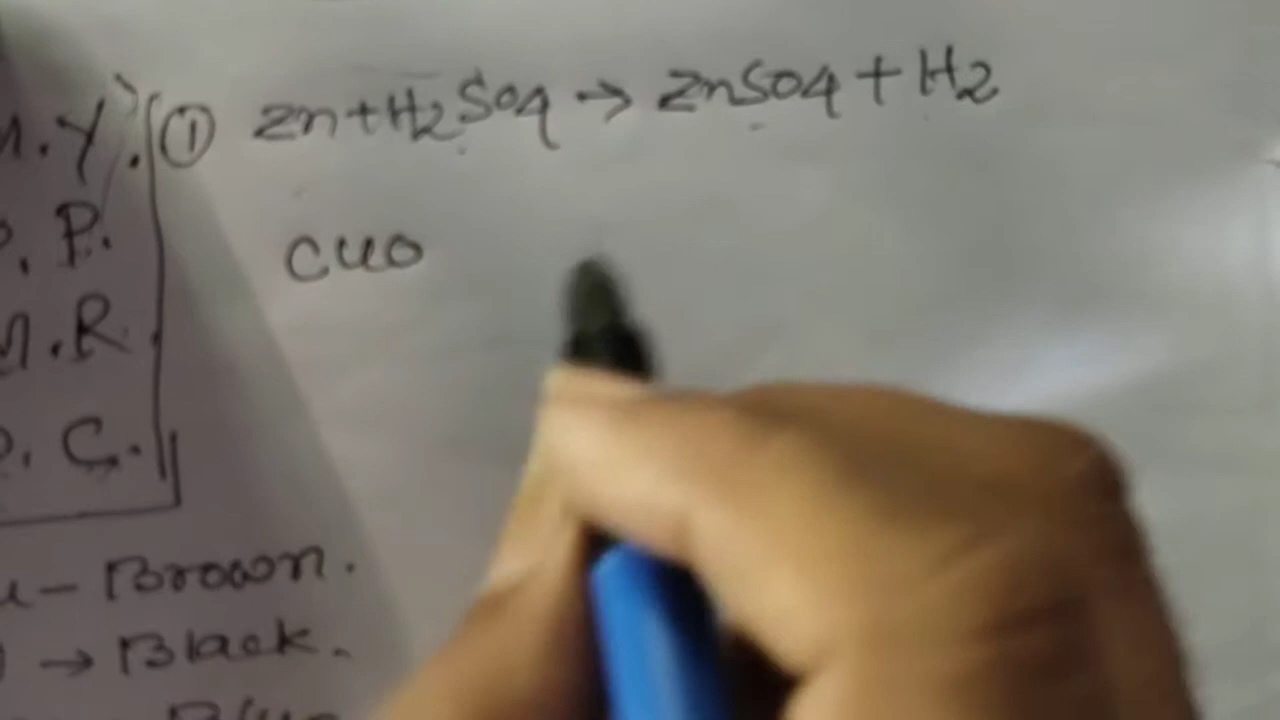 M.Y.
① Zn+H2SO4 → ZnSO4+H2
P.
CuO
M.R.
C.
u – Brown.
→ Black.